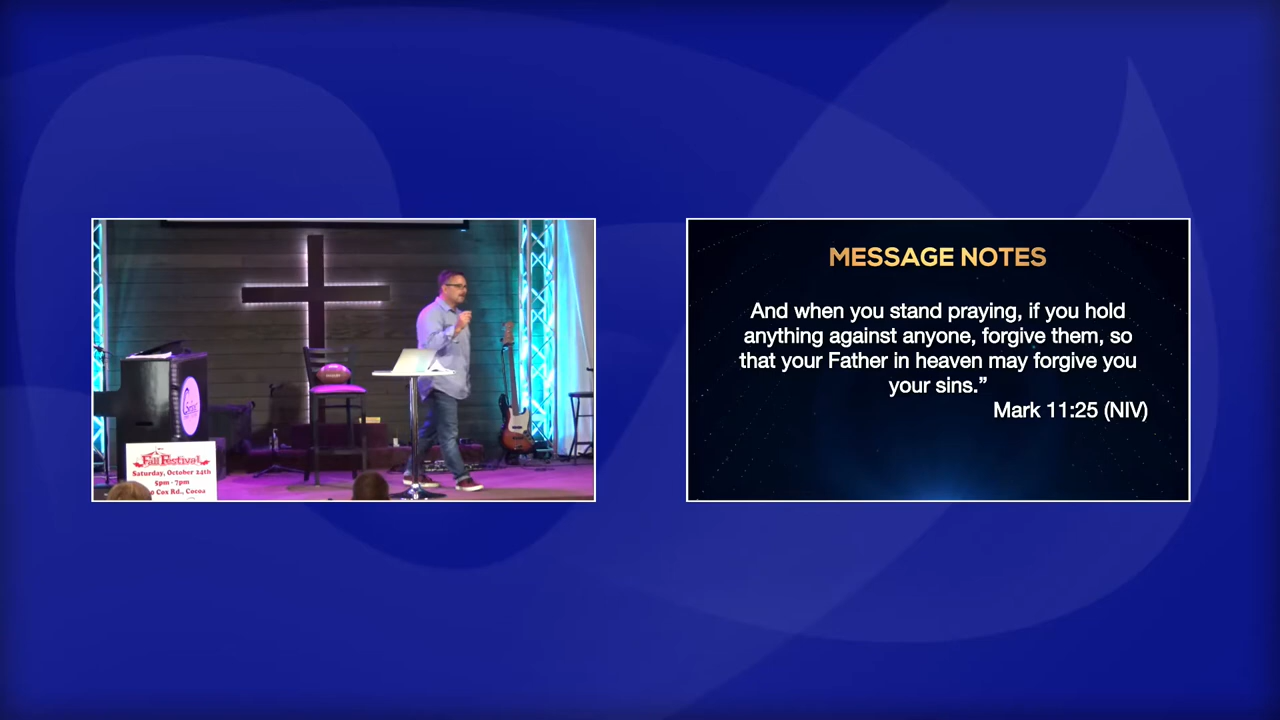 Fall Festival
Saturday, October 24th
5pm - 7pm
Cox Rd., Cocoa
MESSAGE NOTES
And when you stand praying, if you hold
anything against anyone, forgive them, so
that your Father in heaven may forgive you
your sins.”
Mark 11:25 (NIV)